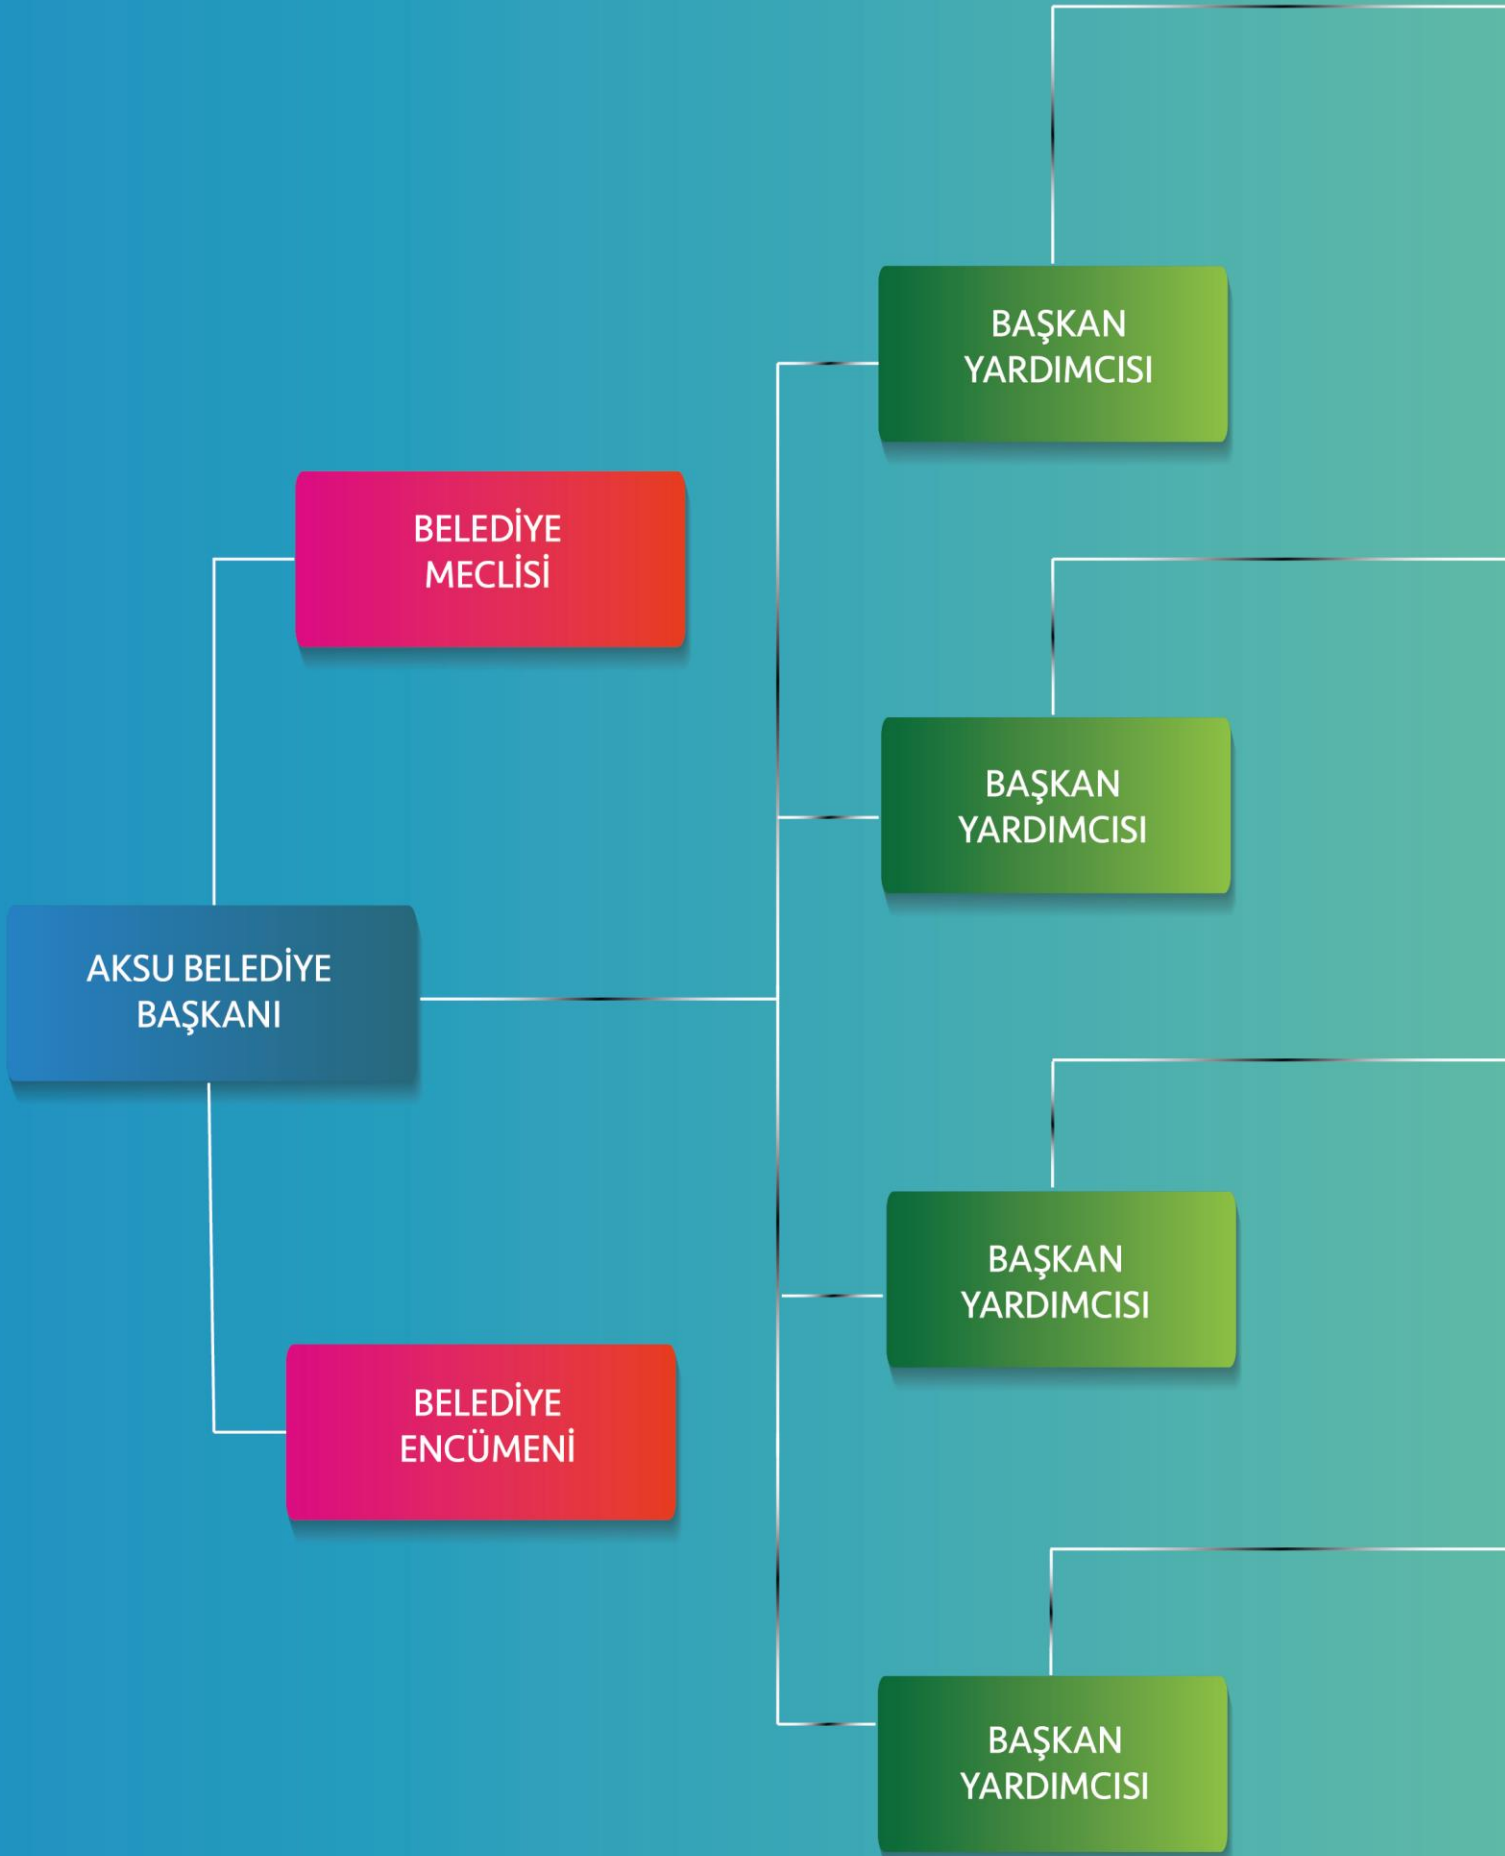 BAŞKAN
YARDIMCISI
BELEDİYE
MECLİSİ
BAŞKAN
YARDIMCISI
AKSU BELEDİYE
BAŞKANI
BAŞKAN
YARDIMCISI
BELEDİYE
ENCÜMENİ
BAŞKAN
YARDIMCISI